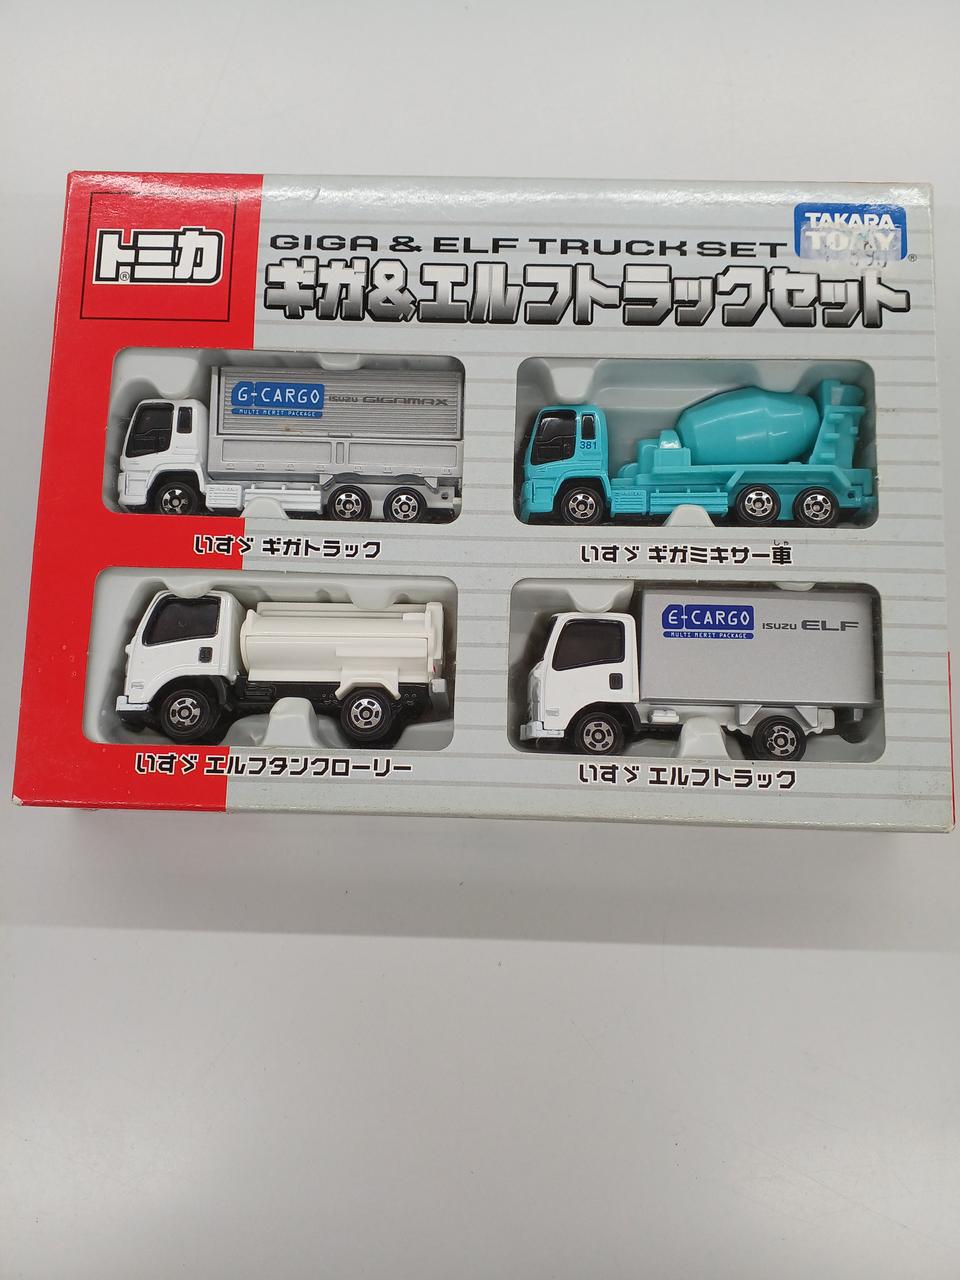 トミカ®
GIGA & ELF TRUCK SET
TAKARA
TOMY®
ギガ&エルフトラックセット
G-CARGO
MULTI MERIT PACKAGE
ISUZU GIGAMAX
381
いすゞ ギガトラック
いすゞ ギガミキサー車
しゃ
E-CARGO
MULTI MERIT PACKAGE
ISUZU ELF
いすゞ エルフタンクローリー
いすゞ エルフトラック